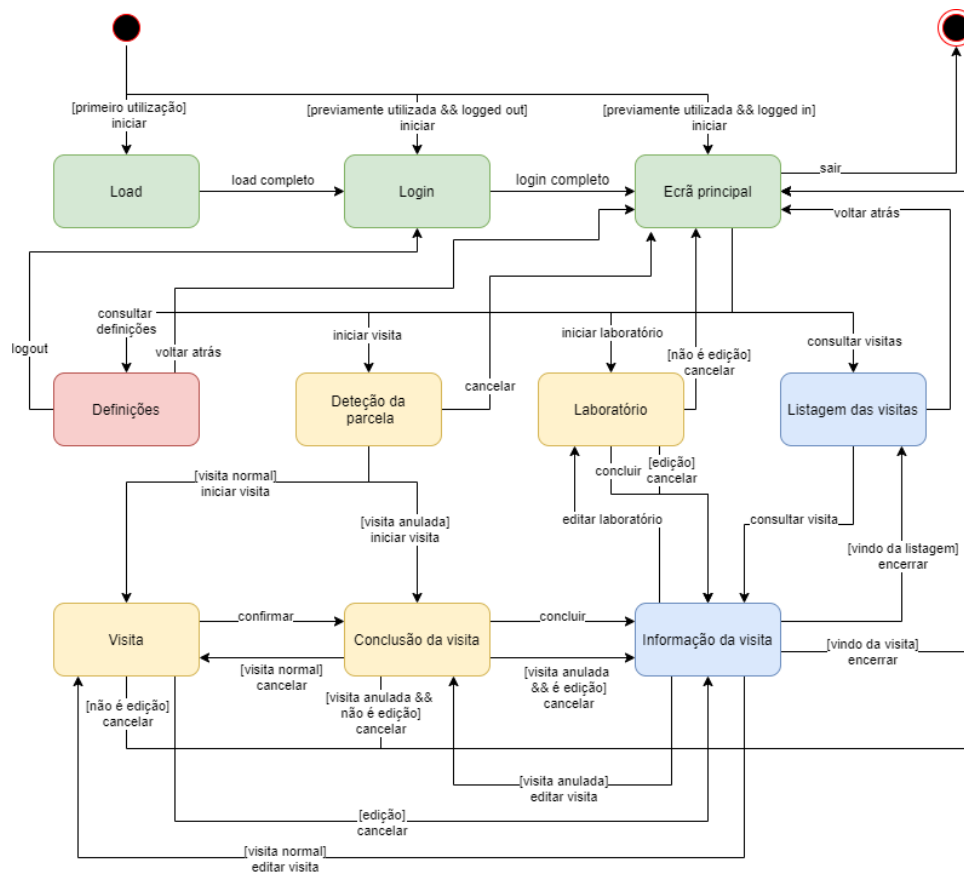 [primeiro utilização]
iniciar
[previamente utilizada && logged out]
iniciar
[previamente utilizada && logged in]
iniciar
Load
load completo
Login
login completo
Ecrã principal
sair
voltar atrás
consultar
definições
iniciar visita
iniciar laboratório
consultar visitas
logout
voltar atrás
cancelar
[não é edição]
cancelar
Definições
Deteção da
parcela
Laboratório
Listagem das visitas
[visita normal]
iniciar visita
[visita anulada]
iniciar visita
concluir
[edição]
cancelar
editar laboratório
consultar visita
[vindo da listagem]
encerrar
Visita
confirmar
Conclusão da visita
concluir
Informação da visita
[vindo da visita]
encerrar
[visita normal]
cancelar
[visita anulada
&& é edição]
cancelar
[não é edição]
cancelar
[visita anulada &&
não é edição]
cancelar
[visita anulada]
editar visita
[edição]
cancelar
[visita normal]
editar visita